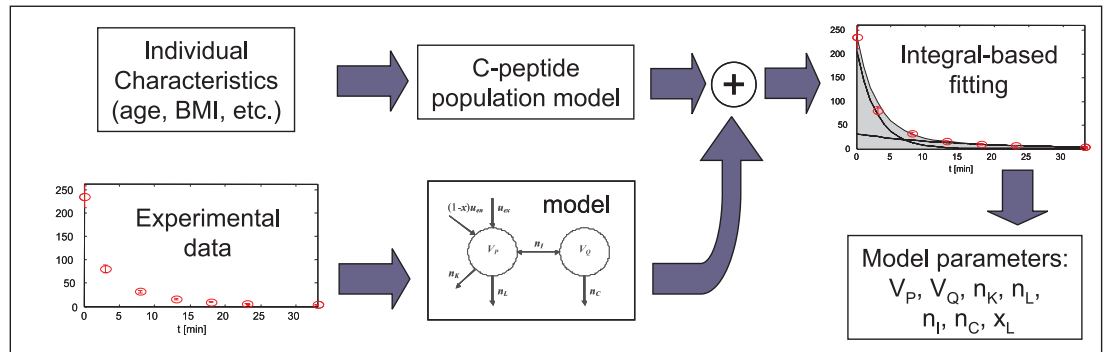 Individual
Characteristics
(age, BMI, etc.)
C-peptide
population model
+
Integral-based
fitting
250
200
150
100
50
0
0 5 10 15 20 25 30
t [min]
Experimental
data
250
200
150
100
50
0
0 5 10 15 20 25 30
t [min]
model
(1-x)u_en u_ex
V_P n_I V_Q
n_K n_L n_C
Model parameters:
V_P, V_Q, n_K, n_L,
n_I, n_C, x_L